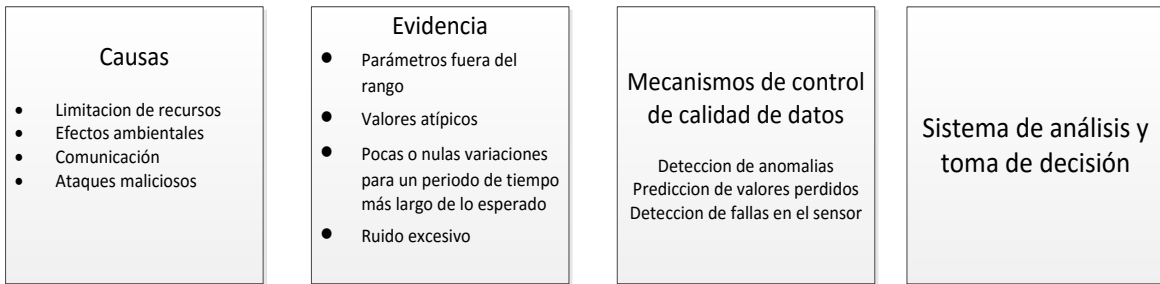 Causas
• Limitacion de recursos
• Efectos ambientales
• Comunicación
• Ataques maliciosos
Evidencia
• Parámetros fuera del
rango
• Valores atípicos
• Pocas o nulas variaciones
para un periodo de tiempo
más largo de lo esperado
• Ruido excesivo
Mecanismos de control
de calidad de datos
Deteccion de anomalias
Prediccion de valores perdidos
Deteccion de fallas en el sensor
Sistema de análisis y
toma de decisión